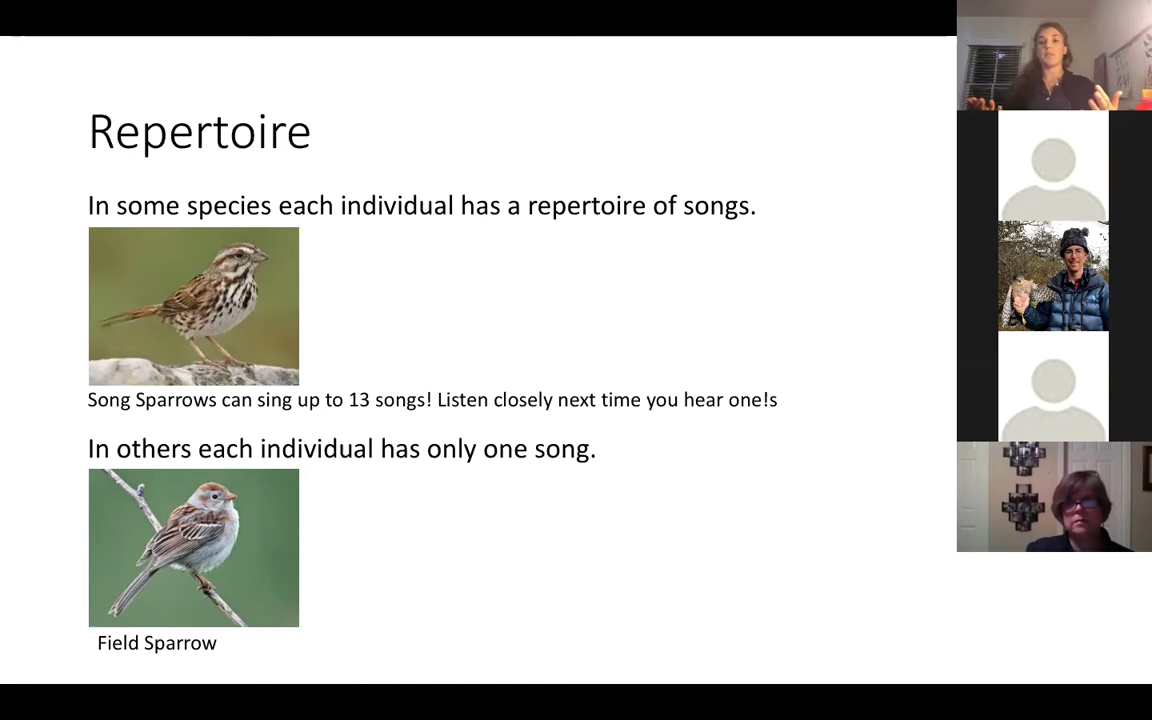 Repertoire
In some species each individual has a repertoire of songs.
Song Sparrows can sing up to 13 songs! Listen closely next time you hear one!s
In others each individual has only one song.
Field Sparrow